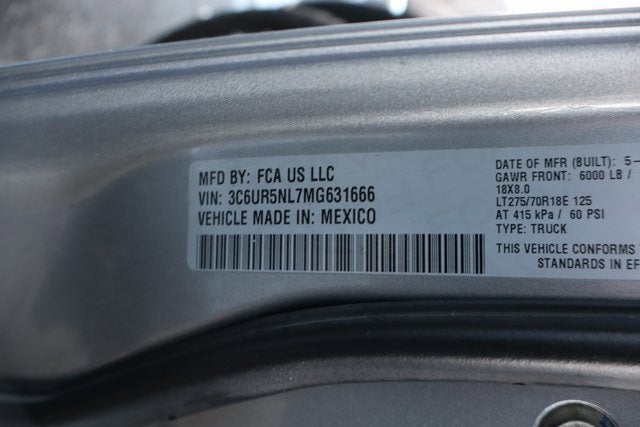 MFD BY: FCA US LLC
VIN: 3C6UR5NL7MG631666
VEHICLE MADE IN: MEXICO
DATE OF MFR (BUILT): 5-
GAWR FRONT: 6000 LB/
18X8.0
LT275/70R18E 125
AT 415 kPa / 60 PSI
TYPE: TRUCK
THIS VEHICLE CONFORMS
STANDARDS IN EF